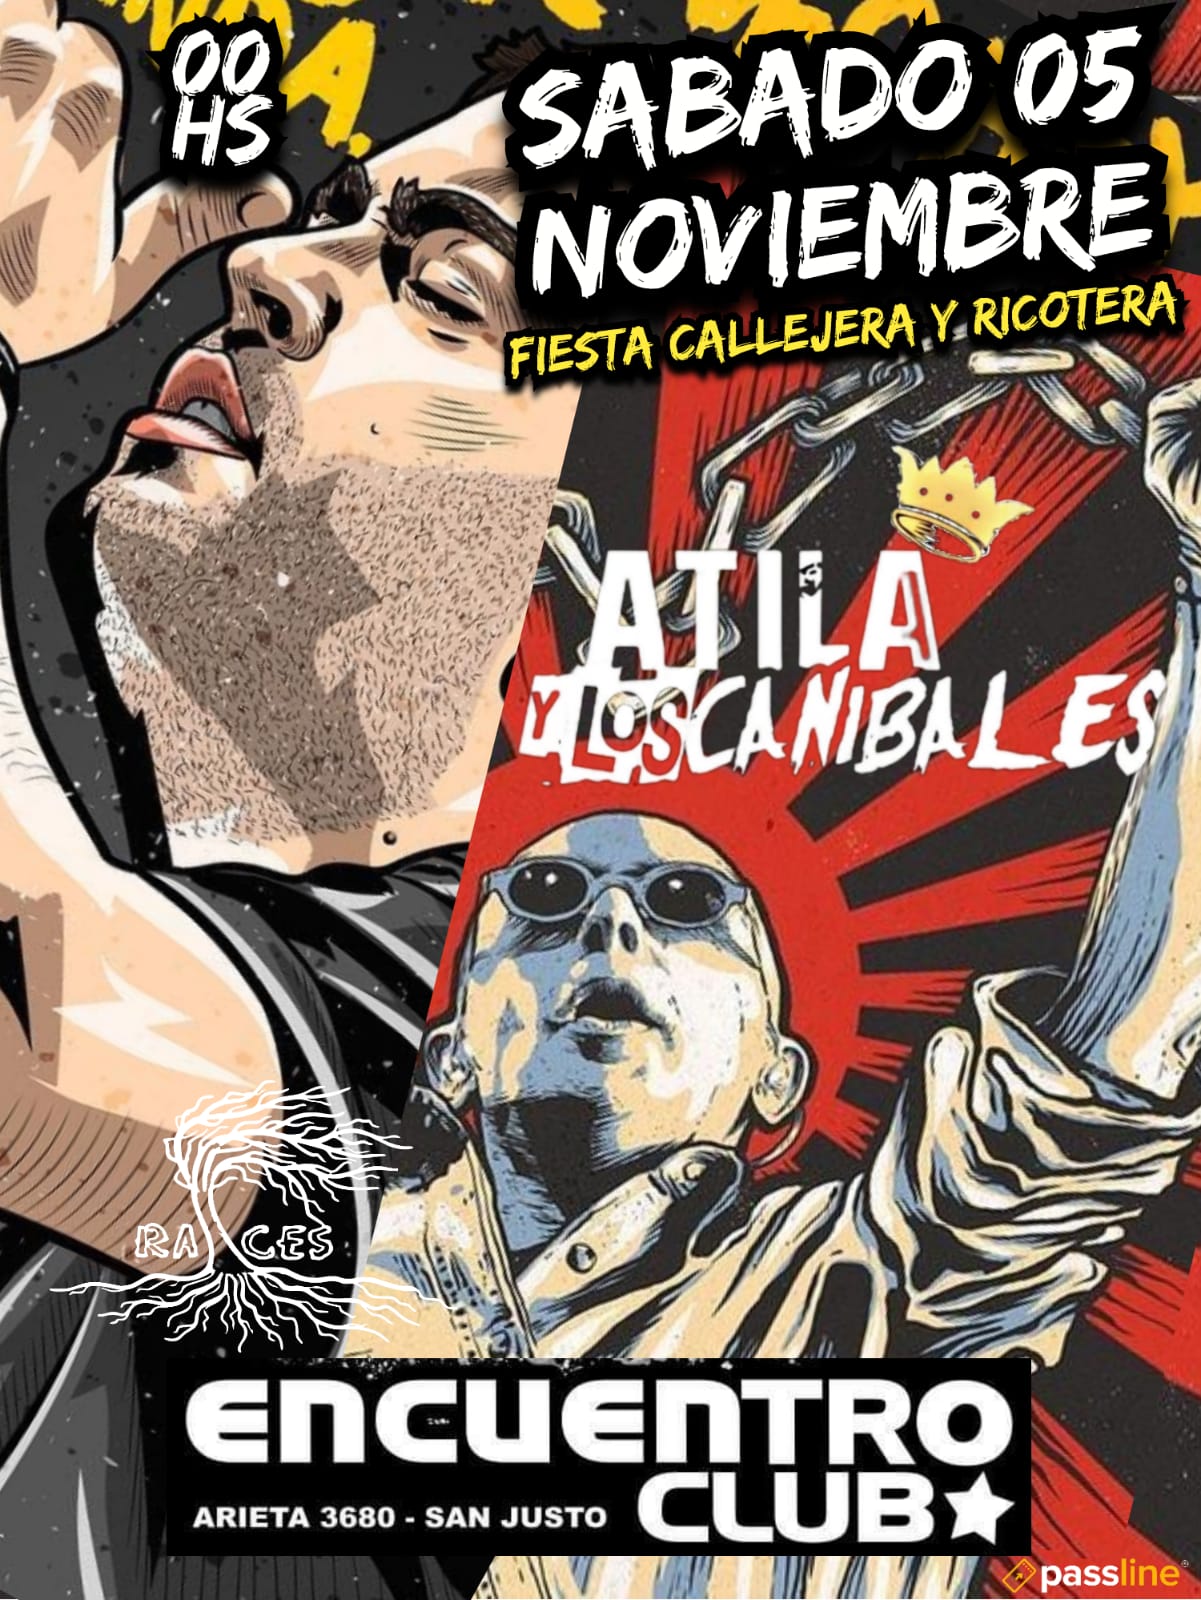 00
HS
SABADO 05
NOVIEMBRE
FIESTA CALLEJERA Y RICOTERA
ATILA
Y LOS CANIBALES
RAICES
ENCUENTRO
CLUB
ARIETA 3680 - SAN JUSTO
passline